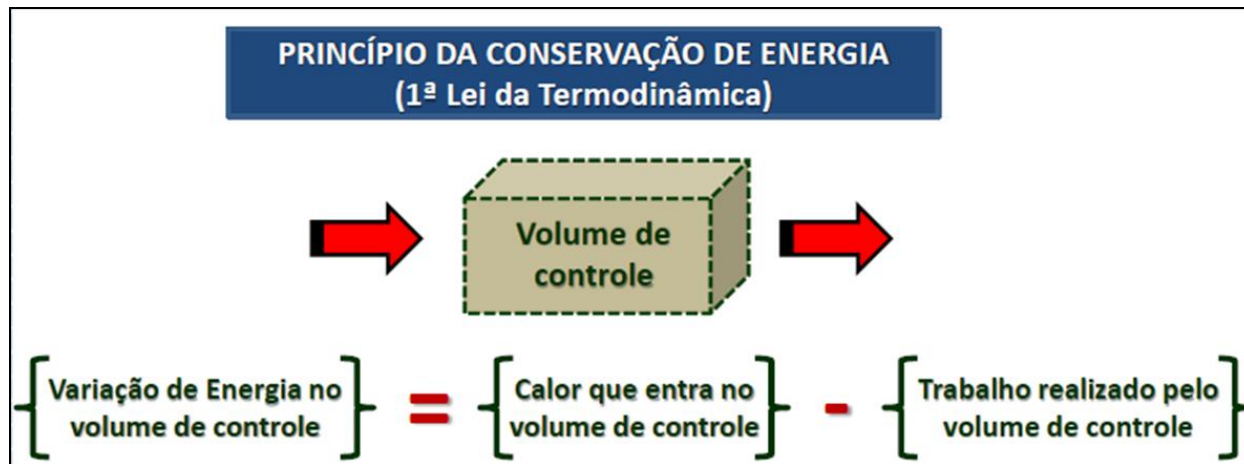 PRINCÍPIO DA CONSERVAÇÃO DE ENERGIA
(1ª Lei da Termodinâmica)
Volume de
controle
{Variação de Energia no
volume de controle} = {Calor que entra no
volume de controle} - {Trabalho realizado pelo
volume de controle}